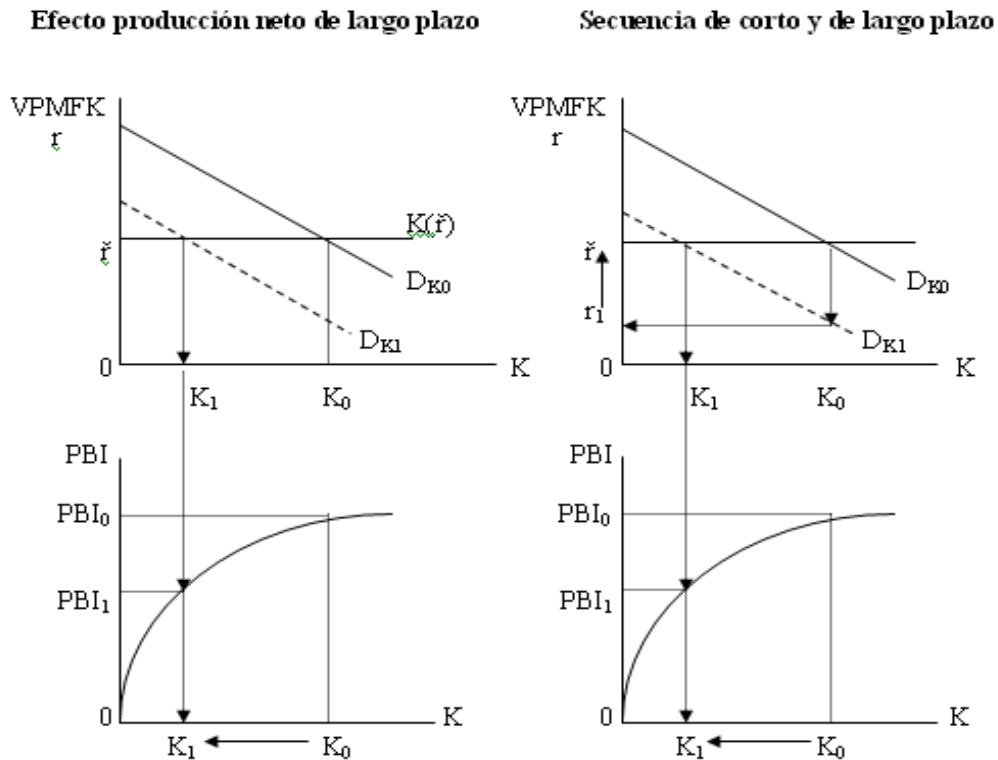 Efecto producción neto de largo plazo
VPMFK
r
ř
K(ř)
D_K0
D_K1
0
K
K₁
K₀
PBI
PBI₀
PBI₁
0
K
K₁
K₀
Secuencia de corto y de largo plazo
VPMFK
r
ř
r₁
D_K0
D_K1
0
K
K₁
K₀
PBI
PBI₀
PBI₁
0
K
K₁
K₀